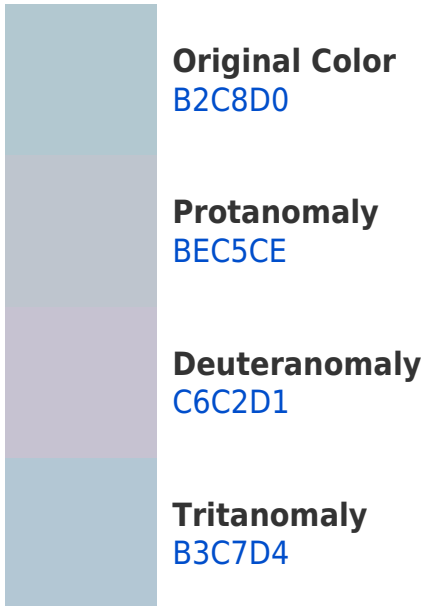 Original Color
B2C8D0
Protanomaly
BEC5CE
Deuteranomaly
C6C2D1
Tritanomaly
B3C7D4